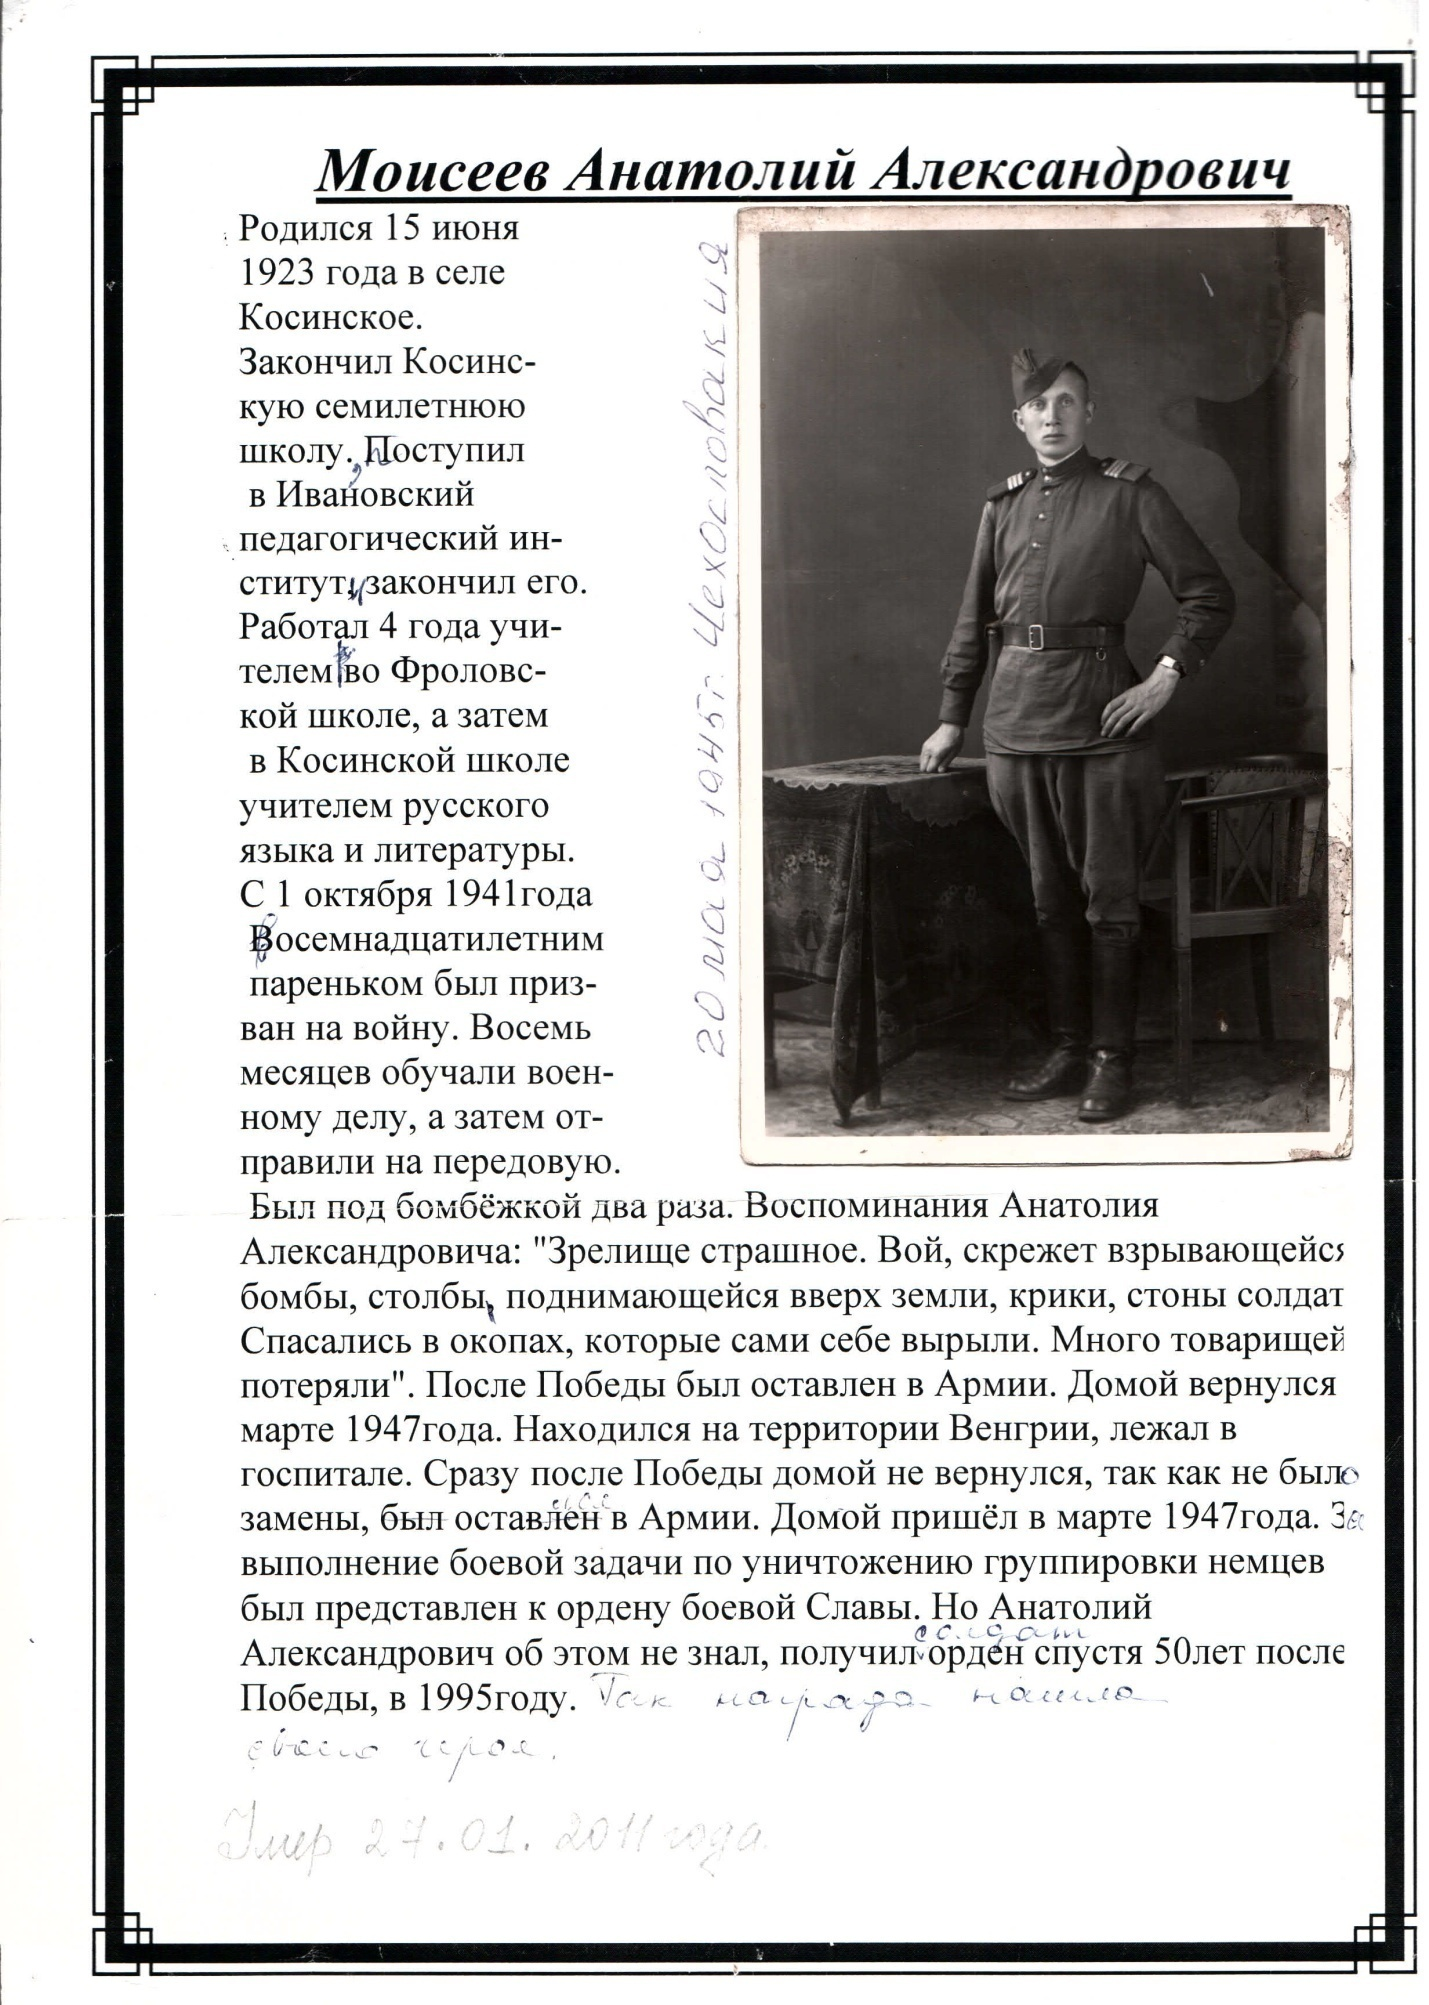 Моисеев Анатолий Александрович
Родился 15 июня
1923 года в селе
Косинское.
Закончил Косинс-
кую семилетнюю
школу. Поступил
в Ивановский
педагогический ин-
ститут, и закончил его.
Работал 4 года учи-
телем во Фроловс-
кой школе, а затем
в Косинской школе
учителем русского
языка и литературы.
С 1 октября 1941года
Восемнадцатилетним
пареньком был приз-
ван на войну. Восемь
месяцев обучали воен-
ному делу, а затем от-
правили на передовую.
20 мая 1945г. Чехословакия
Был под бомбёжкой два раза. Воспоминания Анатолия
Александровича: "Зрелище страшное. Вой, скрежет взрывающейся
бомбы, столбы, поднимающейся вверх земли, крики, стоны солдат
Спасались в окопах, которые сами себе вырыли. Много товарищей
потеряли". После Победы был оставлен в Армии. Домой вернулся
марте 1947года. Находился на территории Венгрии, лежал в
госпитале. Сразу после Победы домой не вернулся, так как не было
замены, был оставлен в Армии. Домой пришёл в марте 1947года. За
выполнение боевой задачи по уничтожению группировки немцев
был представлен к ордену боевой Славы. Но Анатолий
солдат
Александрович об этом не знал, получил орден спустя 50лет после
Победы, в 1995году. Так награда нашла
своего героя.
Умер 27.01.2011 года.